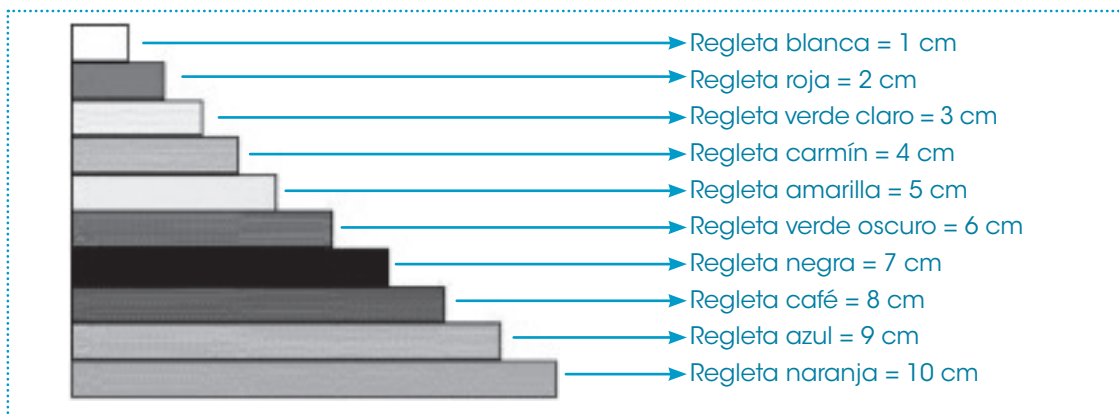 Regleta blanca = 1 cm
Regleta roja = 2 cm
Regleta verde claro = 3 cm
Regleta carmín = 4 cm
Regleta amarilla = 5 cm
Regleta verde oscuro = 6 cm
Regleta negra = 7 cm
Regleta café = 8 cm
Regleta azul = 9 cm
Regleta naranja = 10 cm